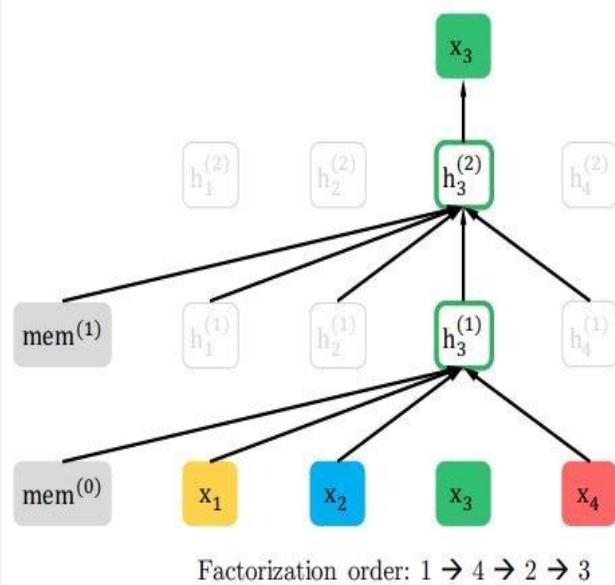 x₃
h₁⁽²⁾ h₂⁽²⁾ h₃⁽²⁾ h₄⁽²⁾
mem⁽¹⁾ h₁⁽¹⁾ h₂⁽¹⁾ h₃⁽¹⁾ h₄⁽¹⁾
mem⁽⁰⁾ x₁ x₂ x₃ x₄
Factorization order: 1 → 4 → 2 → 3